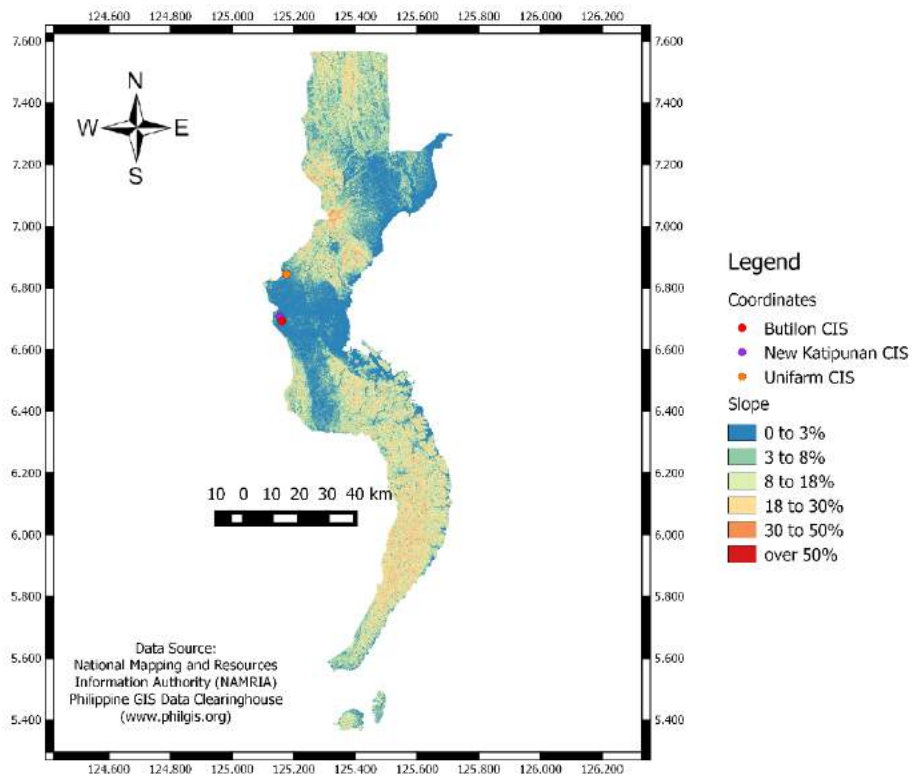 124.600 124.800 125.000 125.200 125.400 125.600 125.800 126.000 126.200
7.600 7.600
7.400 7.400
7.200 7.200
7.000 7.000
6.800 6.800
6.600 6.600
6.400 6.400
6.200 6.200
6.000 6.000
5.800 5.800
5.600 5.600
5.400 5.400
N
W E
S
10 0 10 20 30 40 km
Data Source:
National Mapping and Resources
Information Authority (NAMRIA)
Philippine GIS Data Clearinghouse
(www.philgis.org)
124.600 124.800 125.000 125.200 125.400 125.600 125.800 126.000 126.200
Legend
Coordinates
Butilon CIS
New Katipunan CIS
Unifarm CIS
Slope
0 to 3%
3 to 8%
8 to 18%
18 to 30%
30 to 50%
over 50%